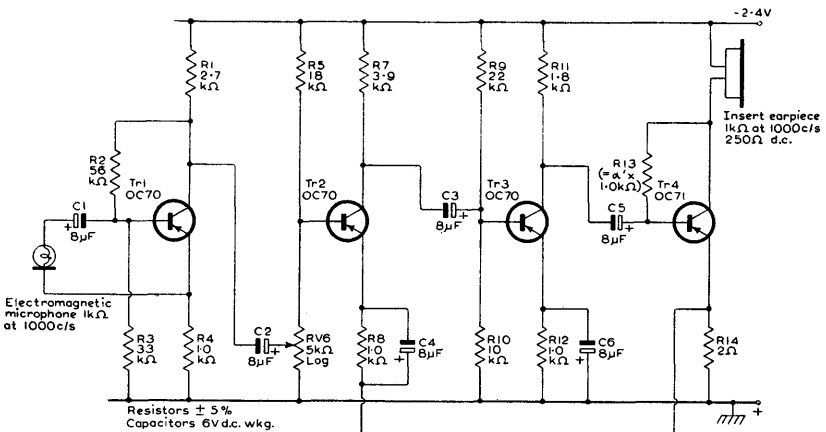 -2·4V
R1
2·7
kΩ
R5
18
kΩ
R7
3·9
kΩ
R9
22
kΩ
R11
1·8
kΩ
Insert earpiece
1kΩ at 1000c/s
250Ω d.c.
R2
56
kΩ
Tr1
OC70
Tr2
OC70
Tr3
OC70
R13
(=α'x
1·0kΩ)
Tr4
OC71
C1
+
8µF
C3
+
8µF
C5
+
8µF
Electromagnetic
microphone 1kΩ
at 1000c/s
R3
33
kΩ
R4
1·0
kΩ
C2
+
8µF
RV6
5kΩ
Log
R8
1·0
kΩ
C4
8µF
+
R10
10
kΩ
R12
1·0
kΩ
C6
8µF
+
R14
2Ω
+
Resistors ± 5%
Capacitors 6V d.c. wkg.